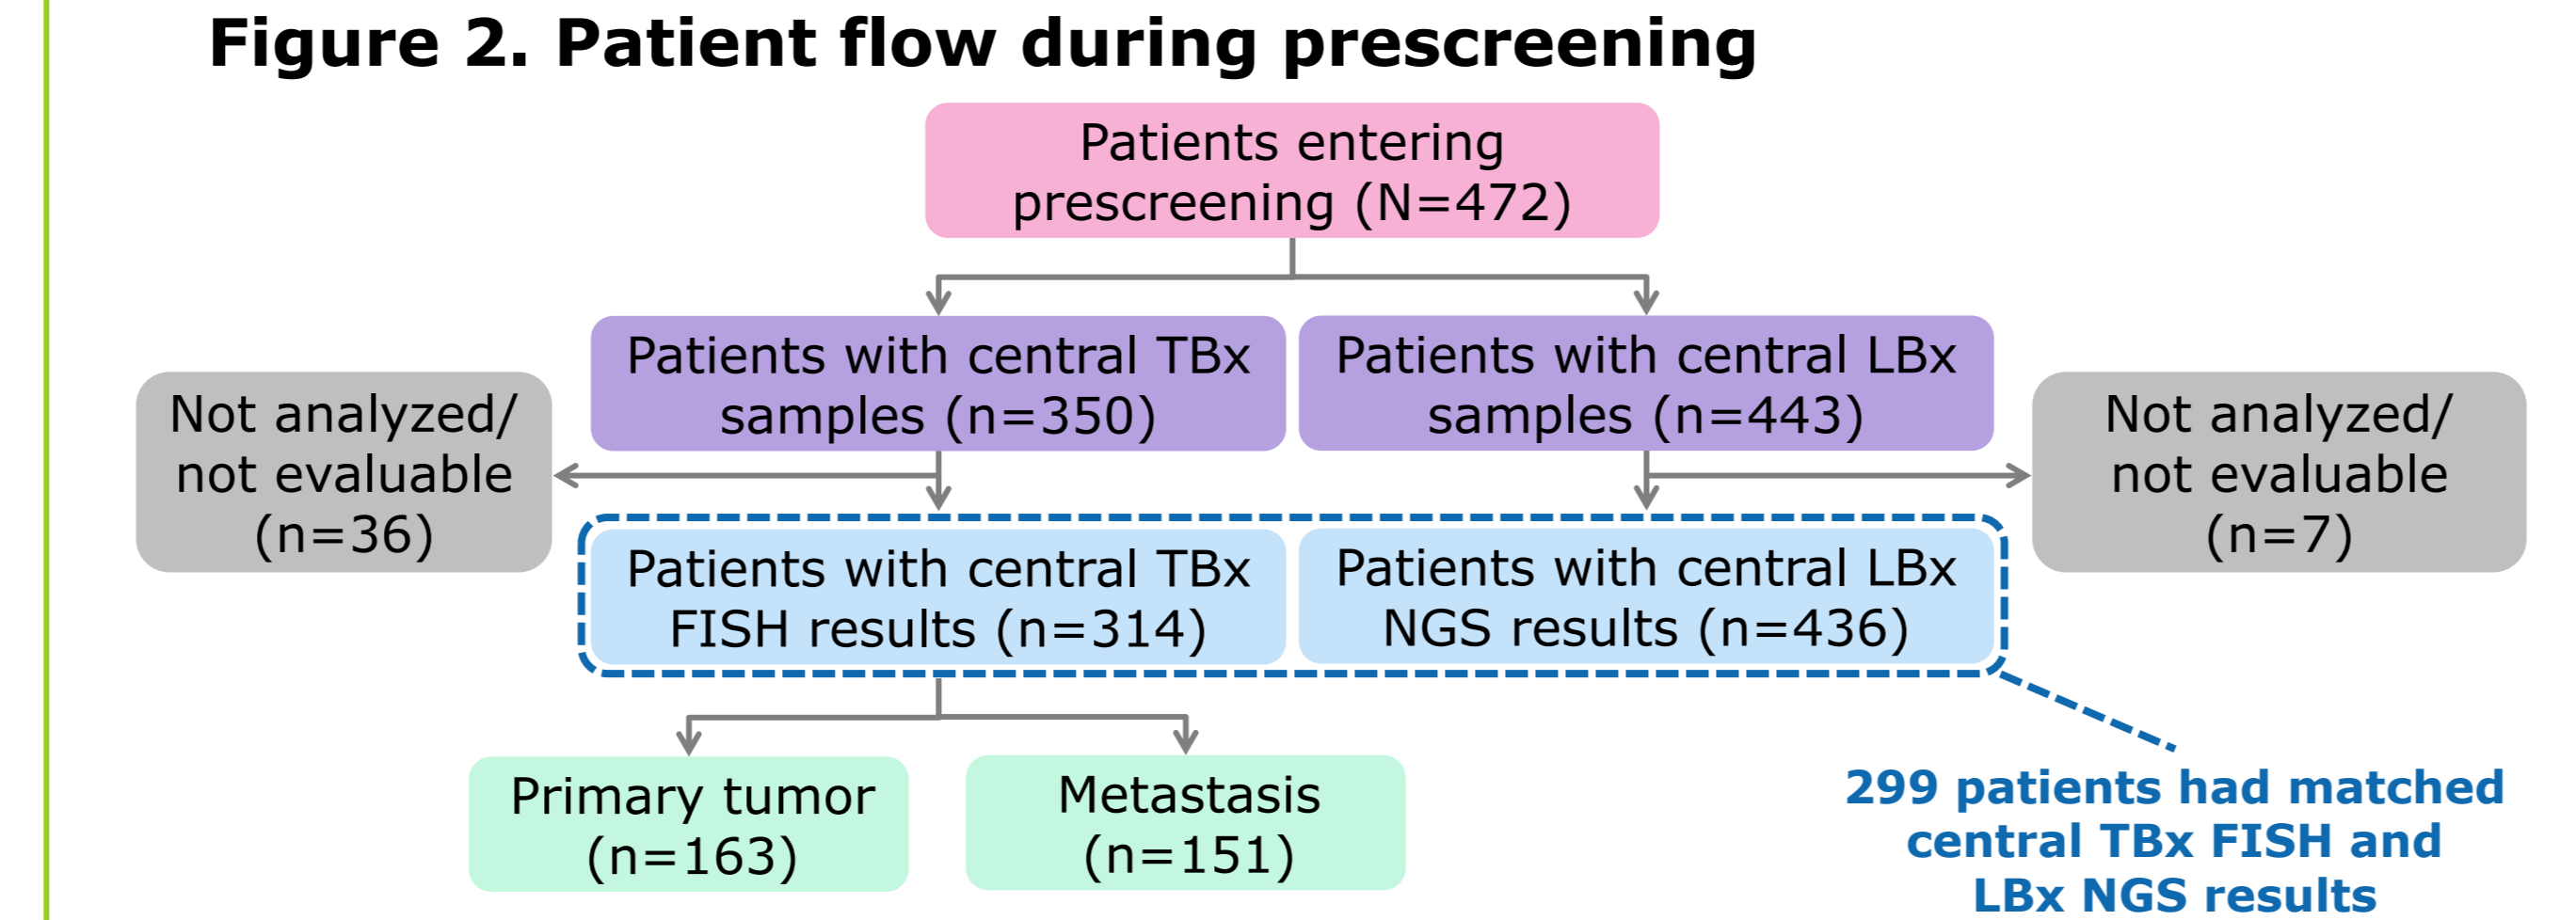 Figure 2. Patient flow during prescreening
Patients entering
prescreening (N=472)
Patients with central TBx
samples (n=350)
Patients with central LBx
samples (n=443)
Not analyzed/
not evaluable
(n=36)
Not analyzed/
not evaluable
(n=7)
Patients with central TBx
FISH results (n=314)
Patients with central LBx
NGS results (n=436)
Primary tumor
(n=163)
Metastasis
(n=151)
299 patients had matched
central TBx FISH and
LBx NGS results